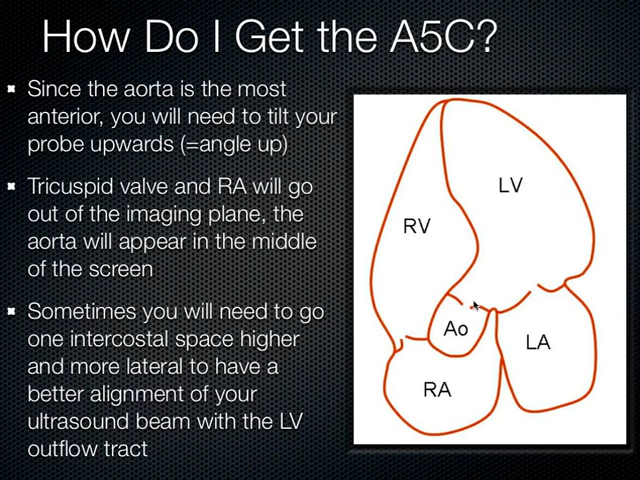 How Do I Get the A5C?
Since the aorta is the most
anterior, you will need to tilt your
probe upwards (=angle up)
Tricuspid valve and RA will go
out of the imaging plane, the
aorta will appear in the middle
of the screen
Sometimes you will need to go
one intercostal space higher
and more lateral to have a
better alignment of your
ultrasound beam with the LV
outflow tract
LV
RV
Ao
LA
RA